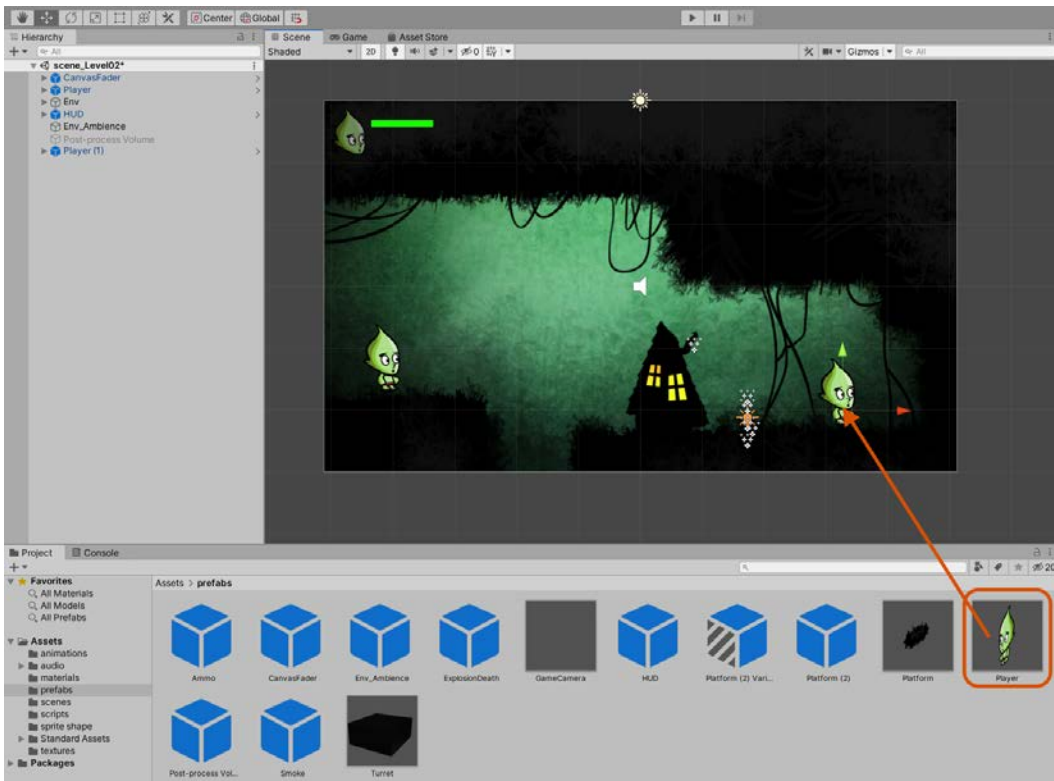 Center
Global
Hierarchy
All
scene_Level02*
CanvasFader
Player
Env
HUD
Env_Ambience
Post-process Volume
Player (1)
Scene
Game
Asset Store
Shaded
2D
0
Gizmos
All
Project
Console
20
Favorites
All Materials
All Models
All Prefabs
Assets
animations
audio
materials
prefabs
scenes
scripts
sprite shape
Standard Assets
textures
Packages
Assets > prefabs
Ammo
CanvasFader
Env_Ambience
ExplosionDeath
GameCamera
HUD
Platform (2) Vari...
Platform (2)
Platform
Player
Post-process Vol...
Smoke
Turret